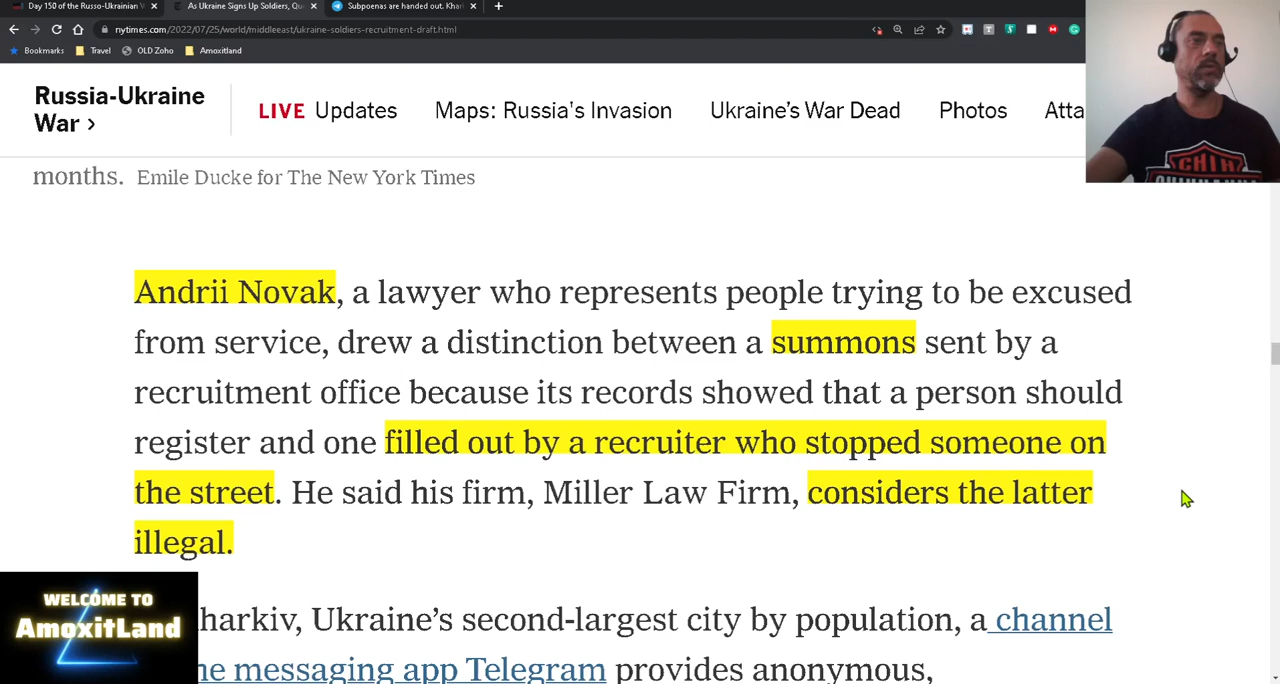 Day 150 of the Russo-Ukrainian
As Ukraine Signs Up Soldiers, Qu
Subpoenas are handed out. Khar
nytimes.com/2022/07/25/world/middleeast/ukraine-soldiers-recruitment-draft.html
Bookmarks Travel OLD Zoho Amoxitland
Russia-Ukraine
War >
LIVE Updates Maps: Russia's Invasion Ukraine's War Dead Photos Atta
months. Emile Ducke for The New York Times
Andrii Novak, a lawyer who represents people trying to be excused
from service, drew a distinction between a summons sent by a
recruitment office because its records showed that a person should
register and one filled out by a recruiter who stopped someone on
the street. He said his firm, Miller Law Firm, considers the latter
illegal.
harkiv, Ukraine's second-largest city by population, a channel
ne messaging app Telegram provides anonymous,
WELCOME TO
AmoxitLand